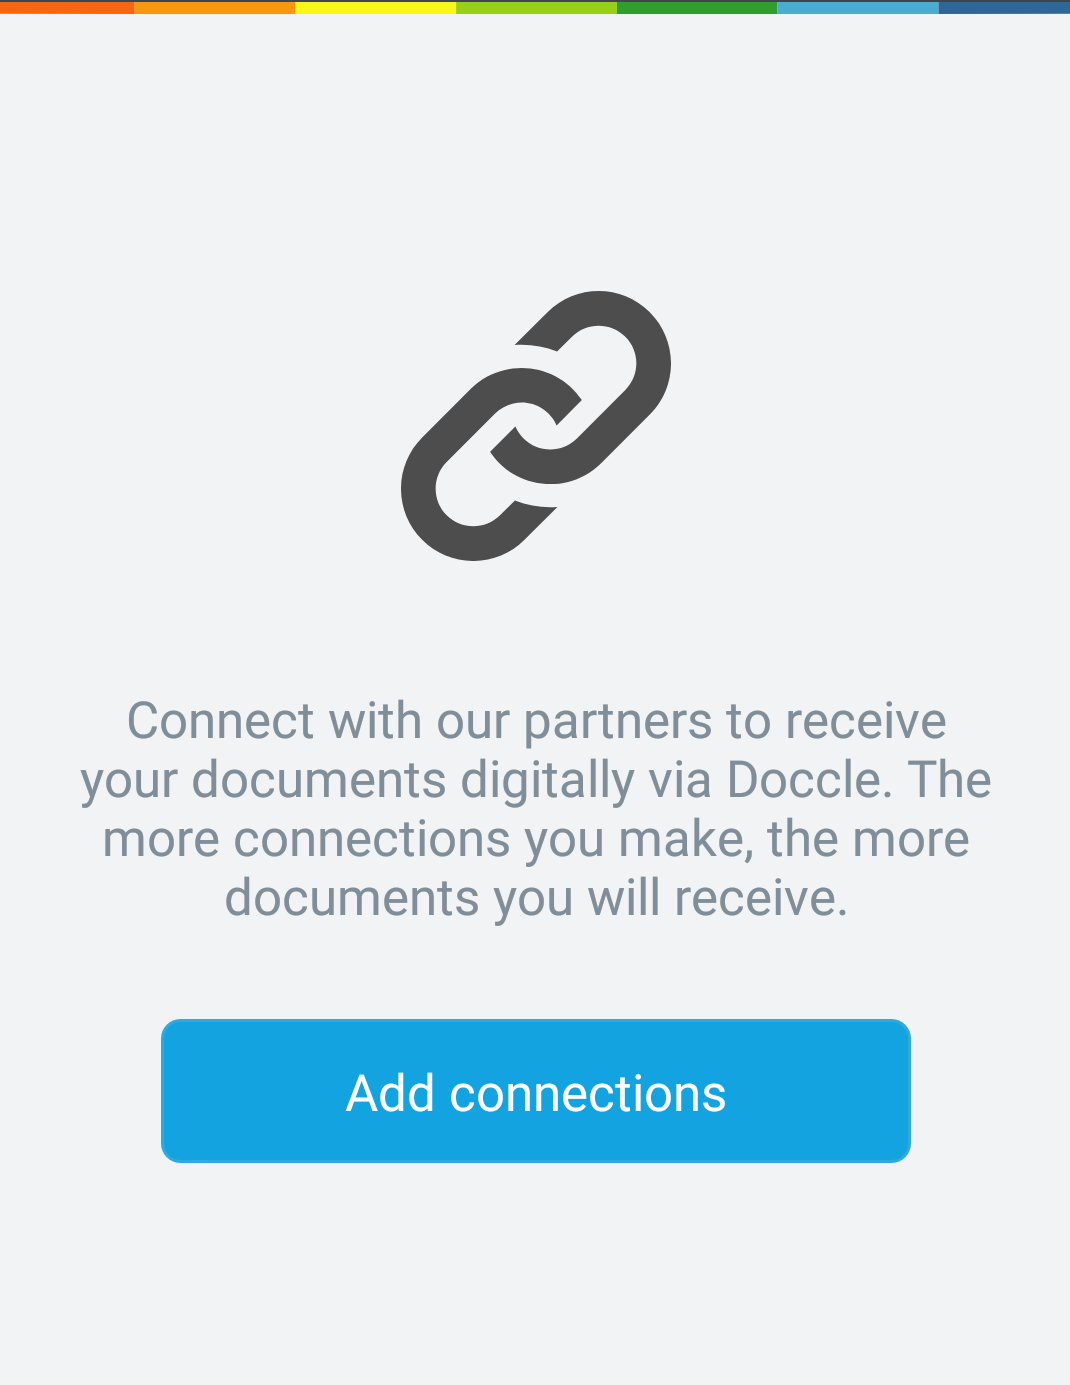 Connect with our partners to receive
your documents digitally via Doccle. The
more connections you make, the more
documents you will receive.
Add connections